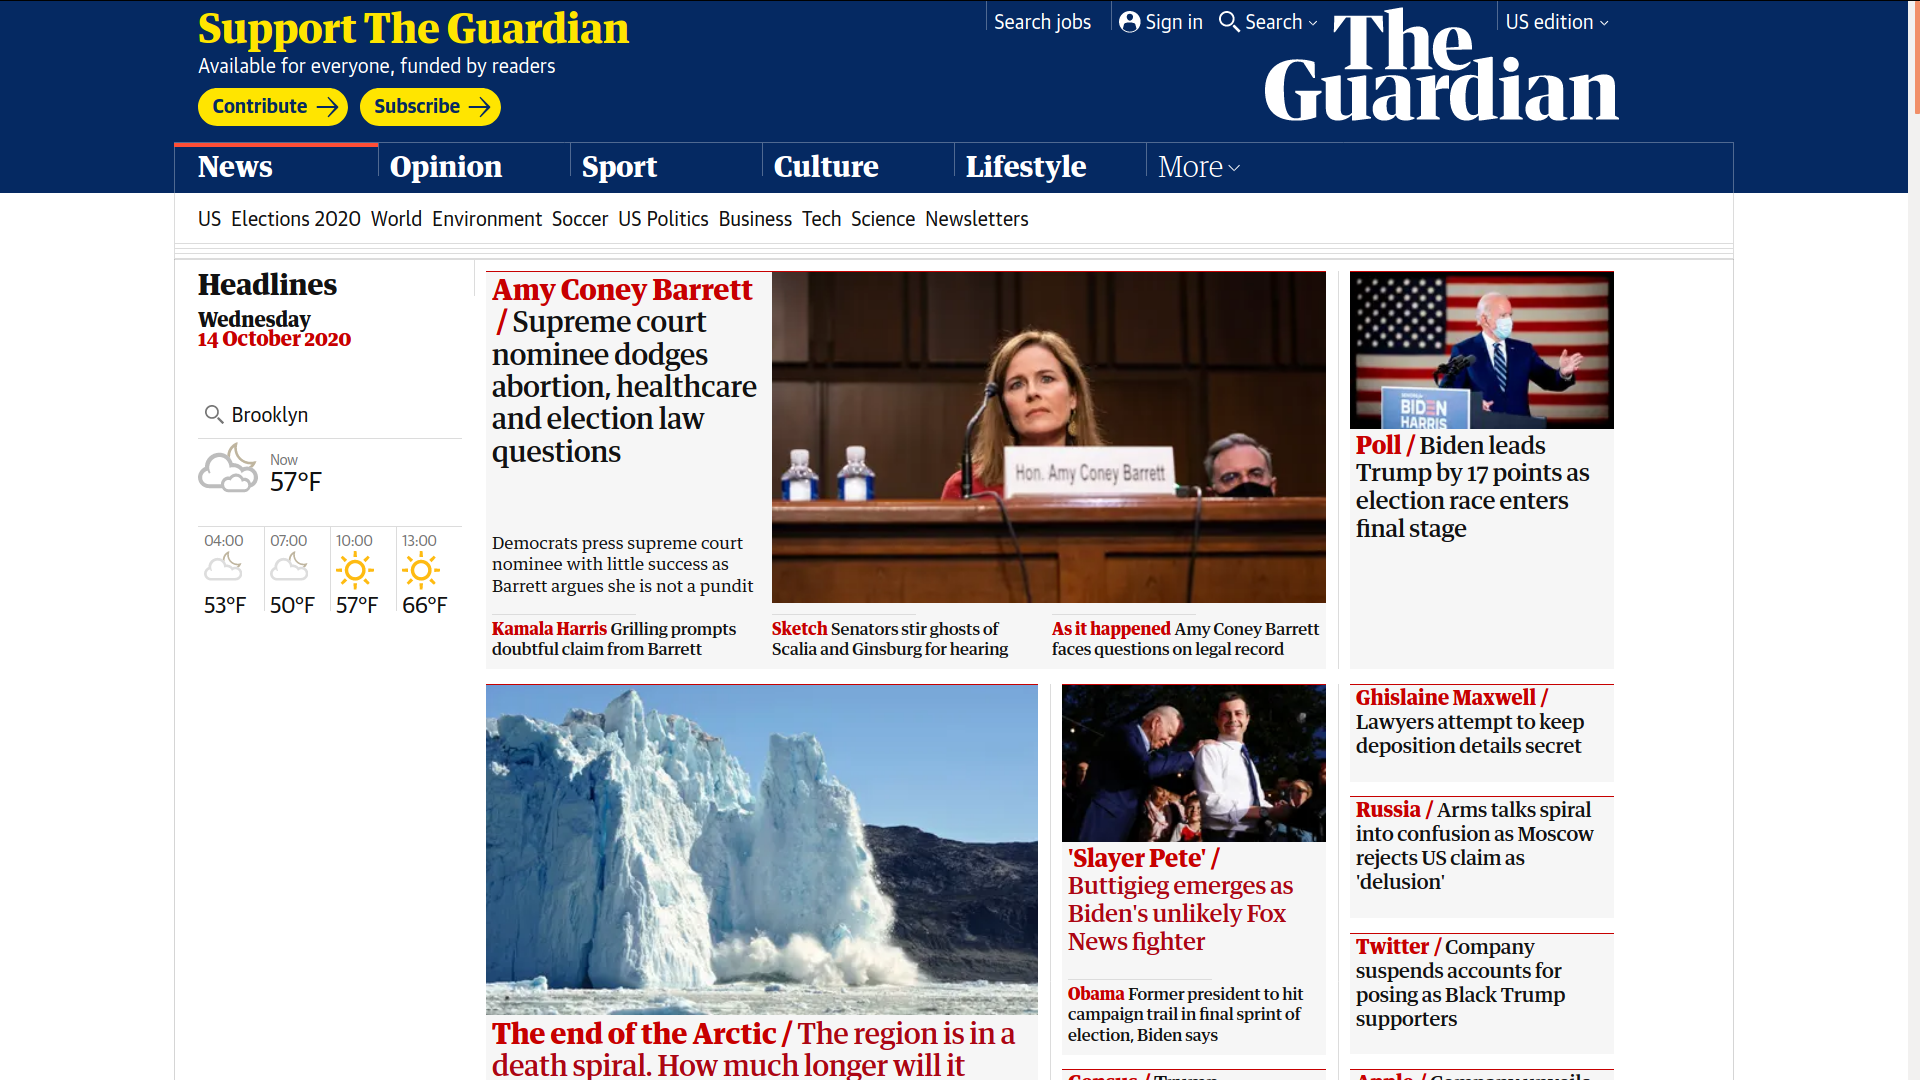 Support The Guardian
Available for everyone, funded by readers
Contribute
Subscribe
Search jobs
Sign in
Search
US edition
The
Guardian
News
Opinion
Sport
Culture
Lifestyle
More
US Elections 2020 World Environment Soccer US Politics Business Tech Science Newsletters
Headlines
Wednesday
14 October 2020
Brooklyn
Now
57°F
04:00 07:00 10:00 13:00
53°F 50°F 57°F 66°F
Amy Coney Barrett
/ Supreme court
nominee dodges
abortion, healthcare
and election law
questions
Democrats press supreme court
nominee with little success as
Barrett argues she is not a pundit
Hon. Amy Coney Barrett
Kamala Harris Grilling prompts
doubtful claim from Barrett
Sketch Senators stir ghosts of
Scalia and Ginsburg for hearing
As it happened Amy Coney Barrett
faces questions on legal record
BIDEN
HARRIS
Poll / Biden leads
Trump by 17 points as
election race enters
final stage
The end of the Arctic / The region is in a
death spiral. How much longer will it
'Slayer Pete' /
Buttigieg emerges as
Biden's unlikely Fox
News fighter
Obama Former president to hit
campaign trail in final sprint of
election, Biden says
Ghislaine Maxwell /
Lawyers attempt to keep
deposition details secret
Russia / Arms talks spiral
into confusion as Moscow
rejects US claim as
'delusion'
Twitter / Company
suspends accounts for
posing as Black Trump
supporters